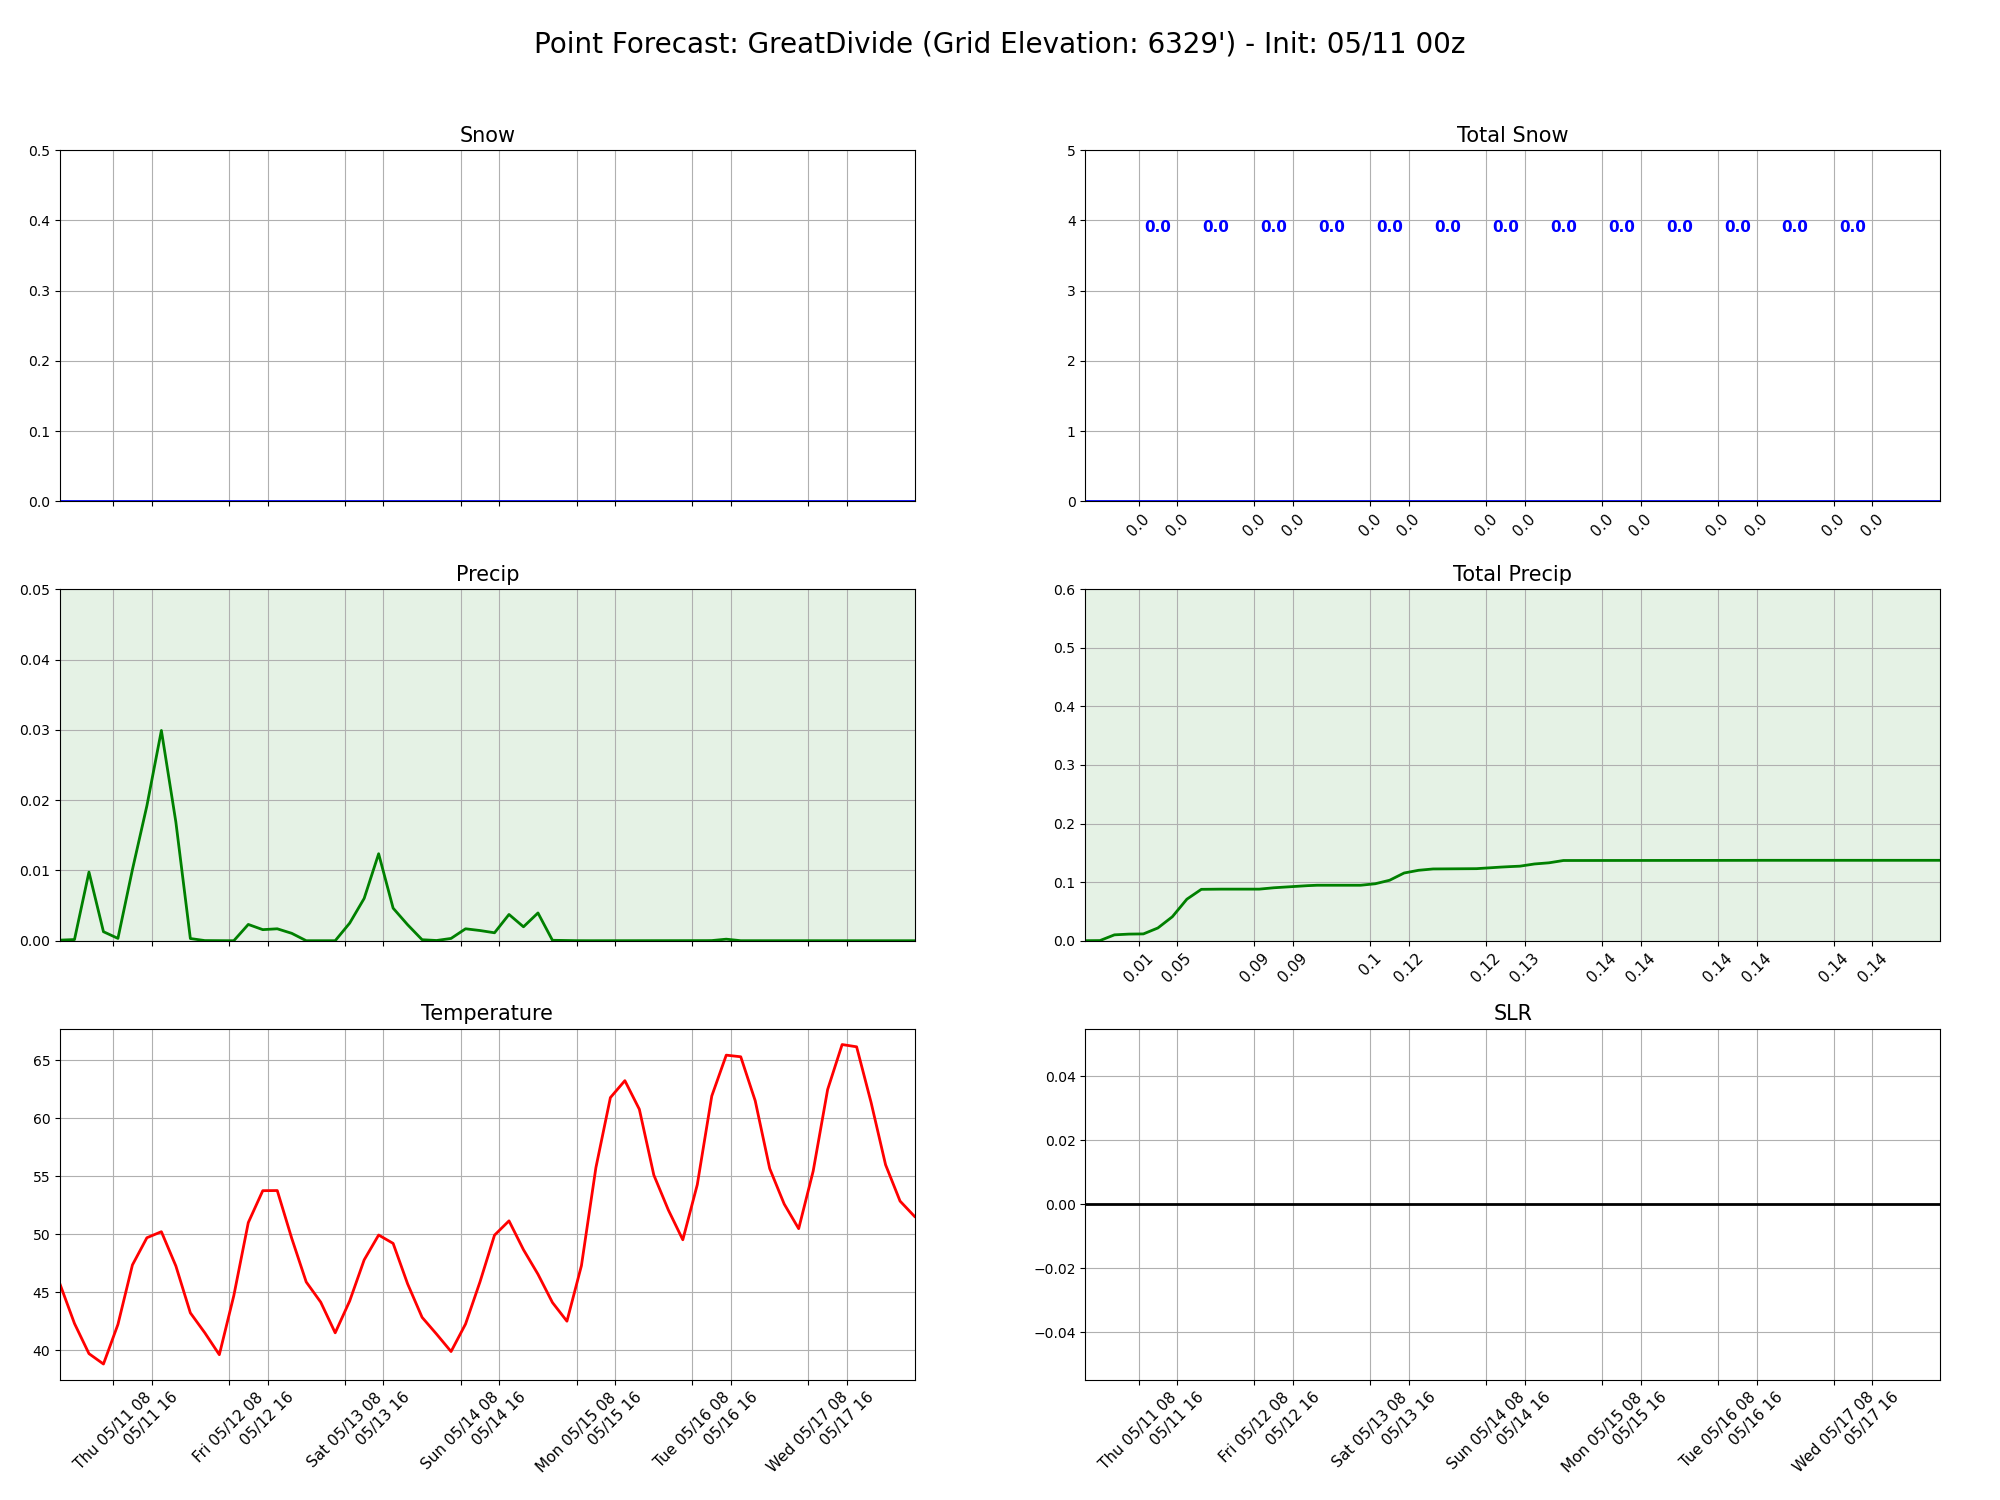 Point Forecast: GreatDivide (Grid Elevation: 6329') - Init: 05/11 00z
Snow
0.5
0.4
0.3
0.2
0.1
0.0
Total Snow
5
4
3
2
1
0
0.0 0.0 0.0 0.0 0.0 0.0 0.0 0.0 0.0 0.0 0.0 0.0 0.0
0.0 0.0 0.0 0.0 0.0 0.0 0.0 0.0 0.0 0.0 0.0 0.0 0.0 0.0
Precip
0.05
0.04
0.03
0.02
0.01
0.00
Total Precip
0.6
0.5
0.4
0.3
0.2
0.1
0.0
0.01 0.05 0.09 0.09 0.1 0.12 0.12 0.13 0.14 0.14 0.14 0.14 0.14 0.14
Temperature
65
60
55
50
45
40
Thu 05/11 08
05/11 16
Fri 05/12 08
05/12 16
Sat 05/13 08
05/13 16
Sun 05/14 08
05/14 16
Mon 05/15 08
05/15 16
Tue 05/16 08
05/16 16
Wed 05/17 08
05/17 16
SLR
0.04
0.02
0.00
−0.02
−0.04
Thu 05/11 08
05/11 16
Fri 05/12 08
05/12 16
Sat 05/13 08
05/13 16
Sun 05/14 08
05/14 16
Mon 05/15 08
05/15 16
Tue 05/16 08
05/16 16
Wed 05/17 08
05/17 16